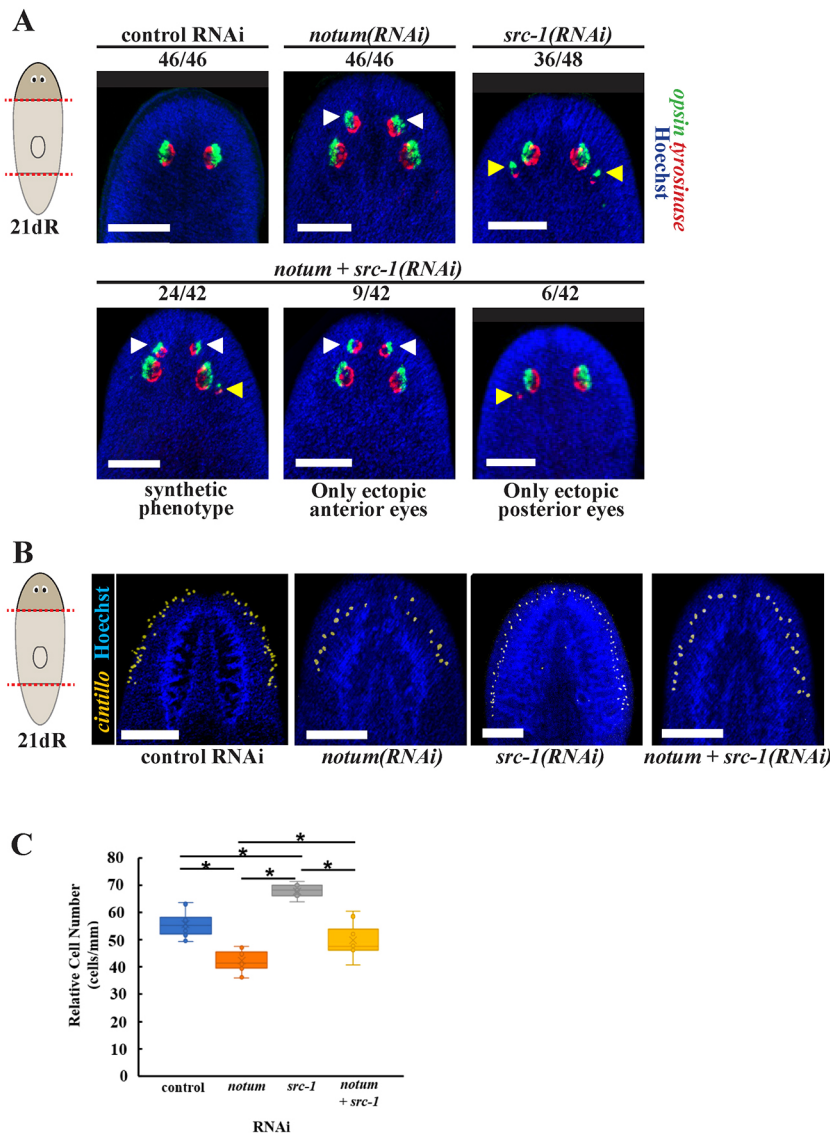 A
control RNAi
notum(RNAi)
src-1(RNAi)
46/46
46/46
36/48
21dR
opsin tyrosinase
Hoechst
notum + src-1(RNAi)
24/42
9/42
6/42
synthetic
phenotype
Only ectopic
anterior eyes
Only ectopic
posterior eyes
B
21dR
cintillo Hoechst
control RNAi
notum(RNAi)
src-1(RNAi)
notum + src-1(RNAi)
C
Relative Cell Number
(cells/mm)
80
70
60
50
40
30
20
10
0
*
*
*
*
*
control
notum
src-1
notum
+ src-1
RNAi